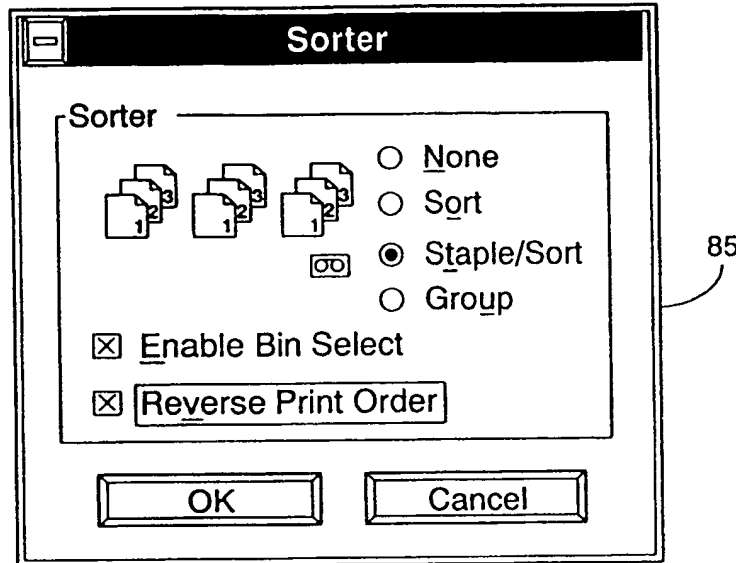 Sorter
Sorter
1 2 3 1 2 3 1 2 3
None
Sort
Staple/Sort
Group
Enable Bin Select
Reverse Print Order
OK Cancel
85